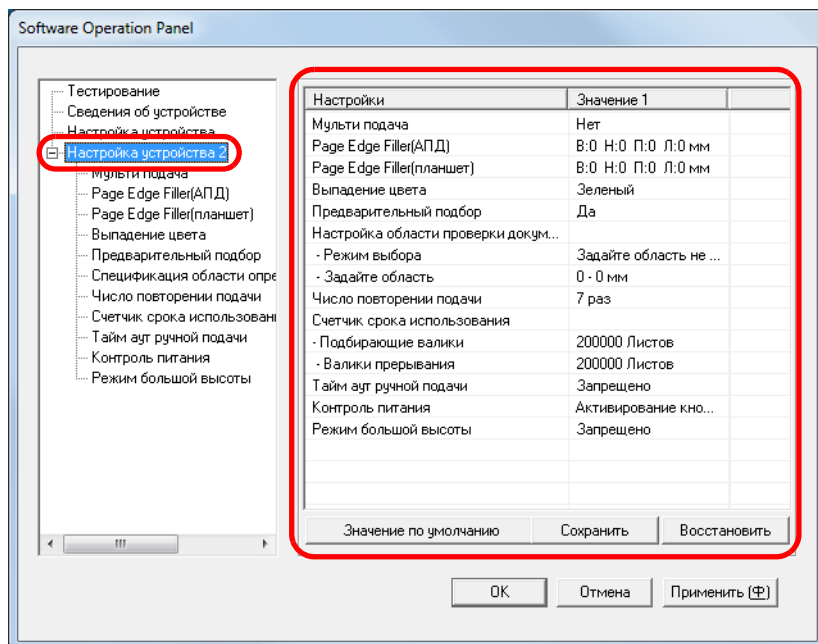 Software Operation Panel
Тестирование
Сведения об устройстве
Настройка устройства
Настройка устройства 2
Мульти подача
Page Edge Filler(АПД)
Page Edge Filler(планшет)
Выпадение цвета
Предварительный подбор
Спецификация области опре
Число повторении подачи
Счетчик срока использовани
Тайм аут ручной подачи
Контроль питания
Режим большой высоты
Настройки Значение 1
Мульти подача Нет
Page Edge Filler(АПД) В:0 Н:0 П:0 Л:0 мм
Page Edge Filler(планшет) В:0 Н:0 П:0 Л:0 мм
Выпадение цвета Зеленый
Предварительный подбор Да
Настройка области проверки докум...
- Режим выбора Задайте область не ...
- Задайте область 0 - 0 мм
Число повторении подачи 7 раз
Счетчик срока использования
- Подбирающие валики 200000 Листов
- Валики прерывания 200000 Листов
Тайм аут ручной подачи Запрещено
Контроль питания Активирование кно...
Режим большой высоты Запрещено
Значение по умолчанию Сохранить Восстановить
OK Отмена Применить (Ф)